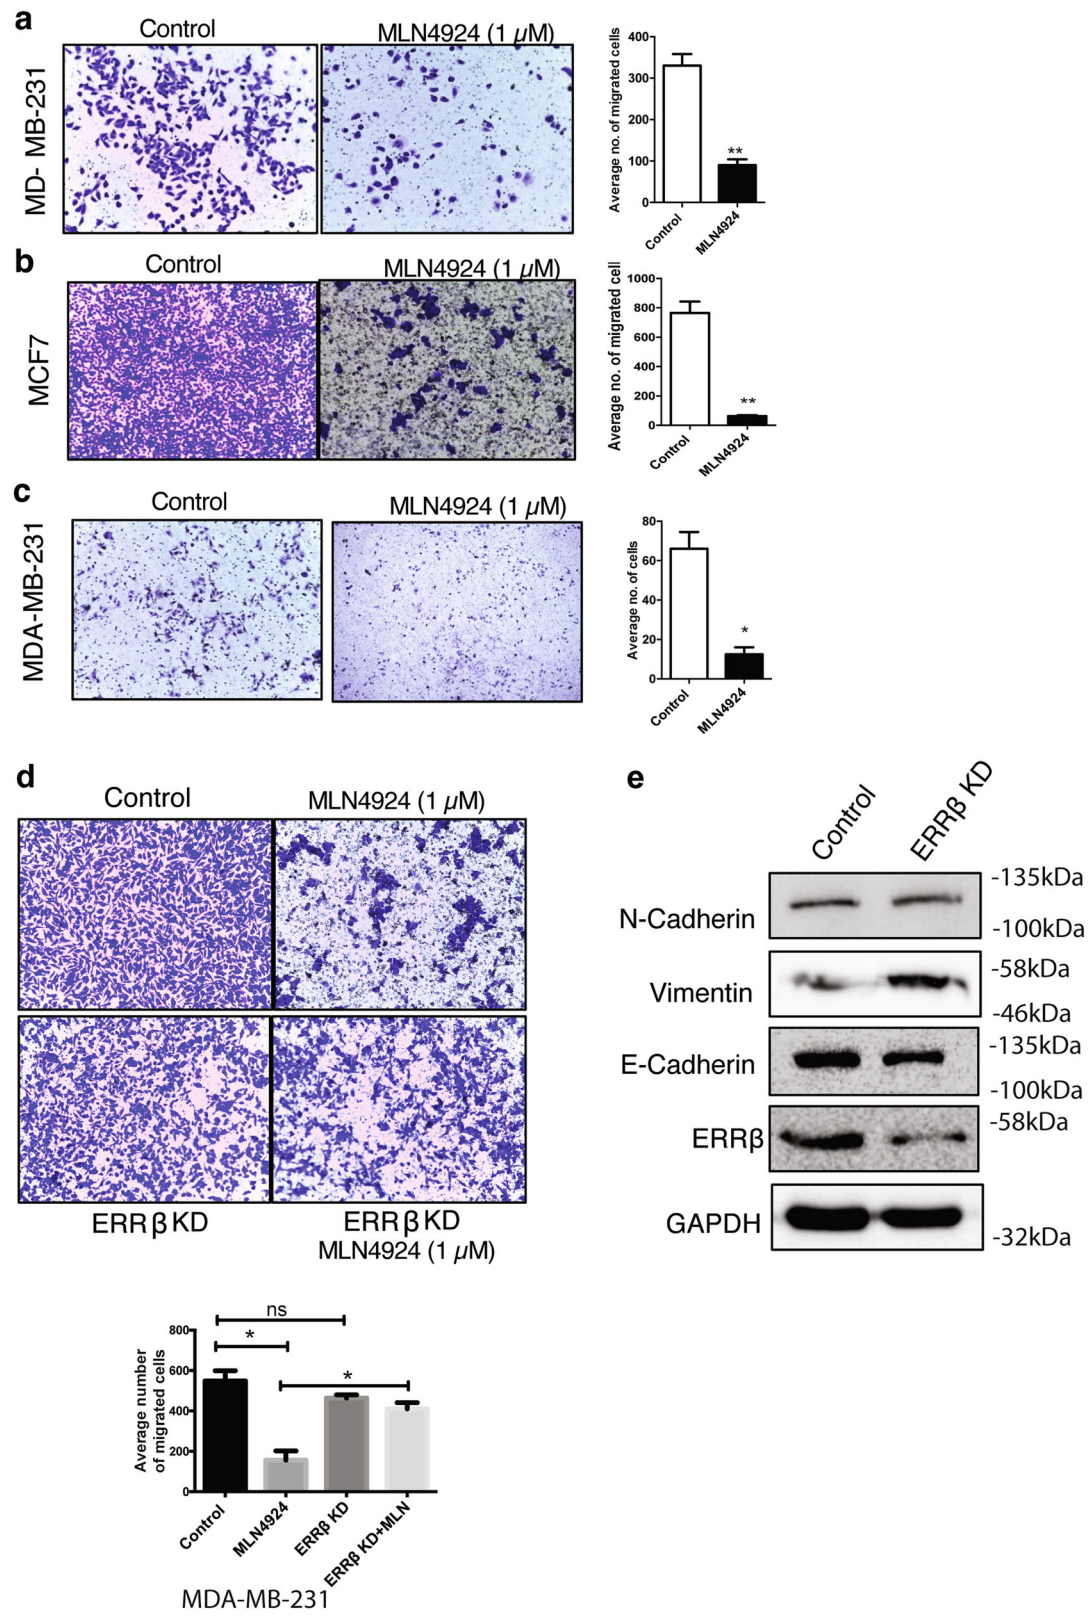 a
Control
MLN4924 (1 µM)
MD- MB-231
Average no. of migrated cells
400
300
200
100
0
**
Control
MLN4924
b
Control
MLN4924 (1 µM)
MCF7
Average no. of migrated cell
1000
800
600
400
200
0
**
Control
MLN4924
c
Control
MLN4924 (1 µM)
MDA-MB-231
Average no. of cells
80
60
40
20
0
*
Control
MLN4924
d
Control
MLN4924 (1 µM)
ERR β KD
ERR β KD
MLN4924 (1 µM)
Average number
of migrated cells
800
600
400
200
0
ns
*
*
Control
MLN4924
ERRβ KD
ERRβ KD+MLN
MDA-MB-231
e
Control
ERRβ KD
N-Cadherin
-135kDa
-100kDa
Vimentin
-58kDa
-46kDa
E-Cadherin
-135kDa
-100kDa
ERRβ
-58kDa
GAPDH
-32kDa